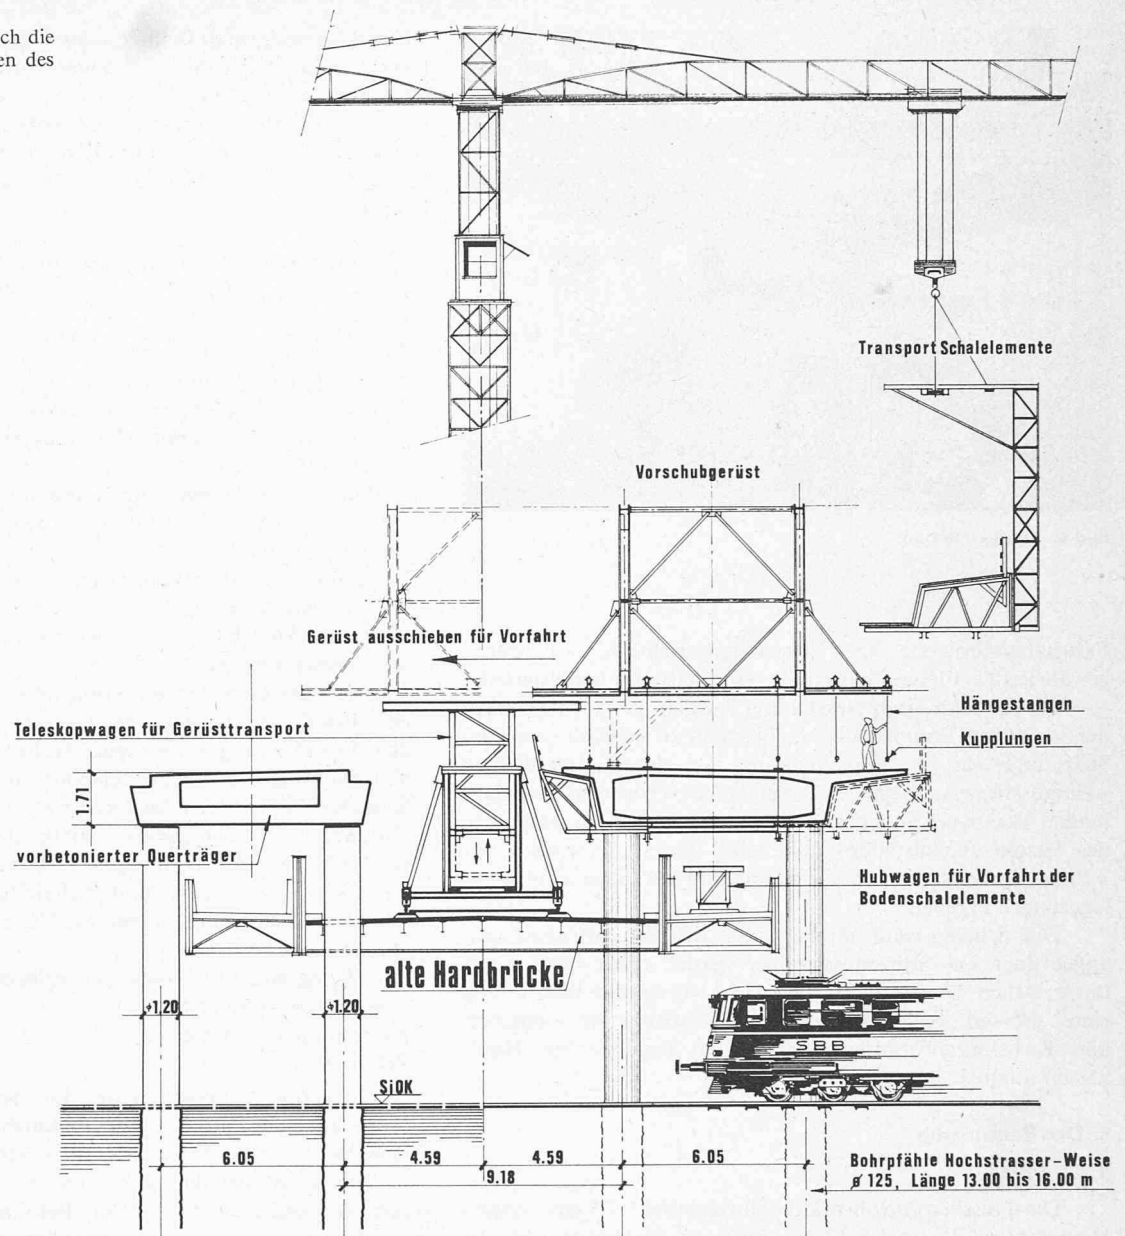 ch die
en des
Transport Schalelemente
Vorschubgerüst
Gerüst ausschieben für Vorfahrt
Hängestangen
Teleskopwagen für Gerüsttransport
Kupplungen
1.71
vorbetonierter Querträger
Hubwagen für Vorfahrt der
Bodenschalelemente
alte Hardbrücke
ø1.20
ø1.20
SBB
SiOK
6.05
4.59
4.59
6.05
9.18
Bohrpfähle Hochstrasser-Weise
ø 125, Länge 13.00 bis 16.00 m